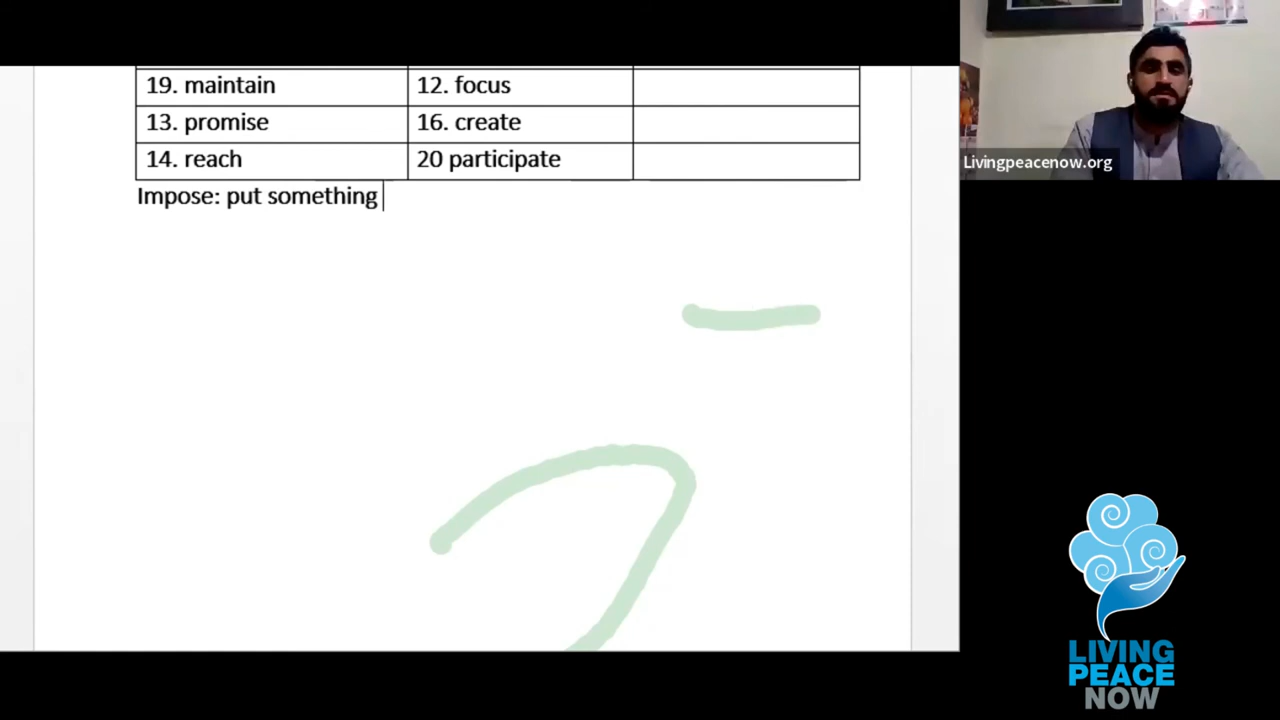 19. maintain 12. focus
13. promise 16. create
14. reach 20 participate
Impose: put something
Livingpeacenow.org
LIVING
PEACE
NOW